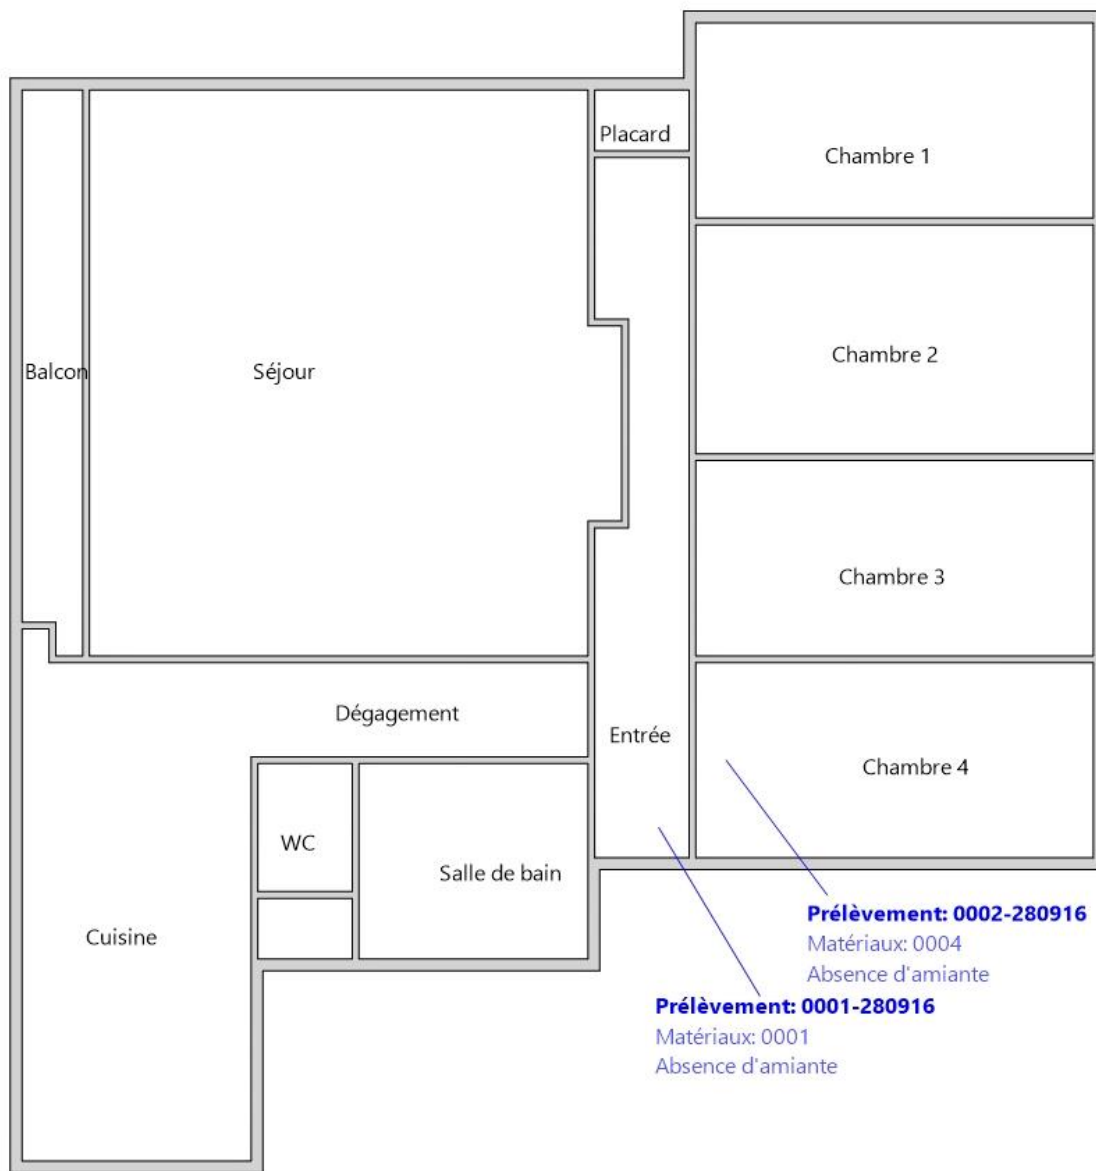 Placard
Chambre 1
Chambre 2
Balcon
Séjour
Chambre 3
Dégagement
Entrée
Chambre 4
WC
Salle de bain
Cuisine
Prélèvement: 0002-280916
Matériaux: 0004
Absence d'amiante
Prélèvement: 0001-280916
Matériaux: 0001
Absence d'amiante